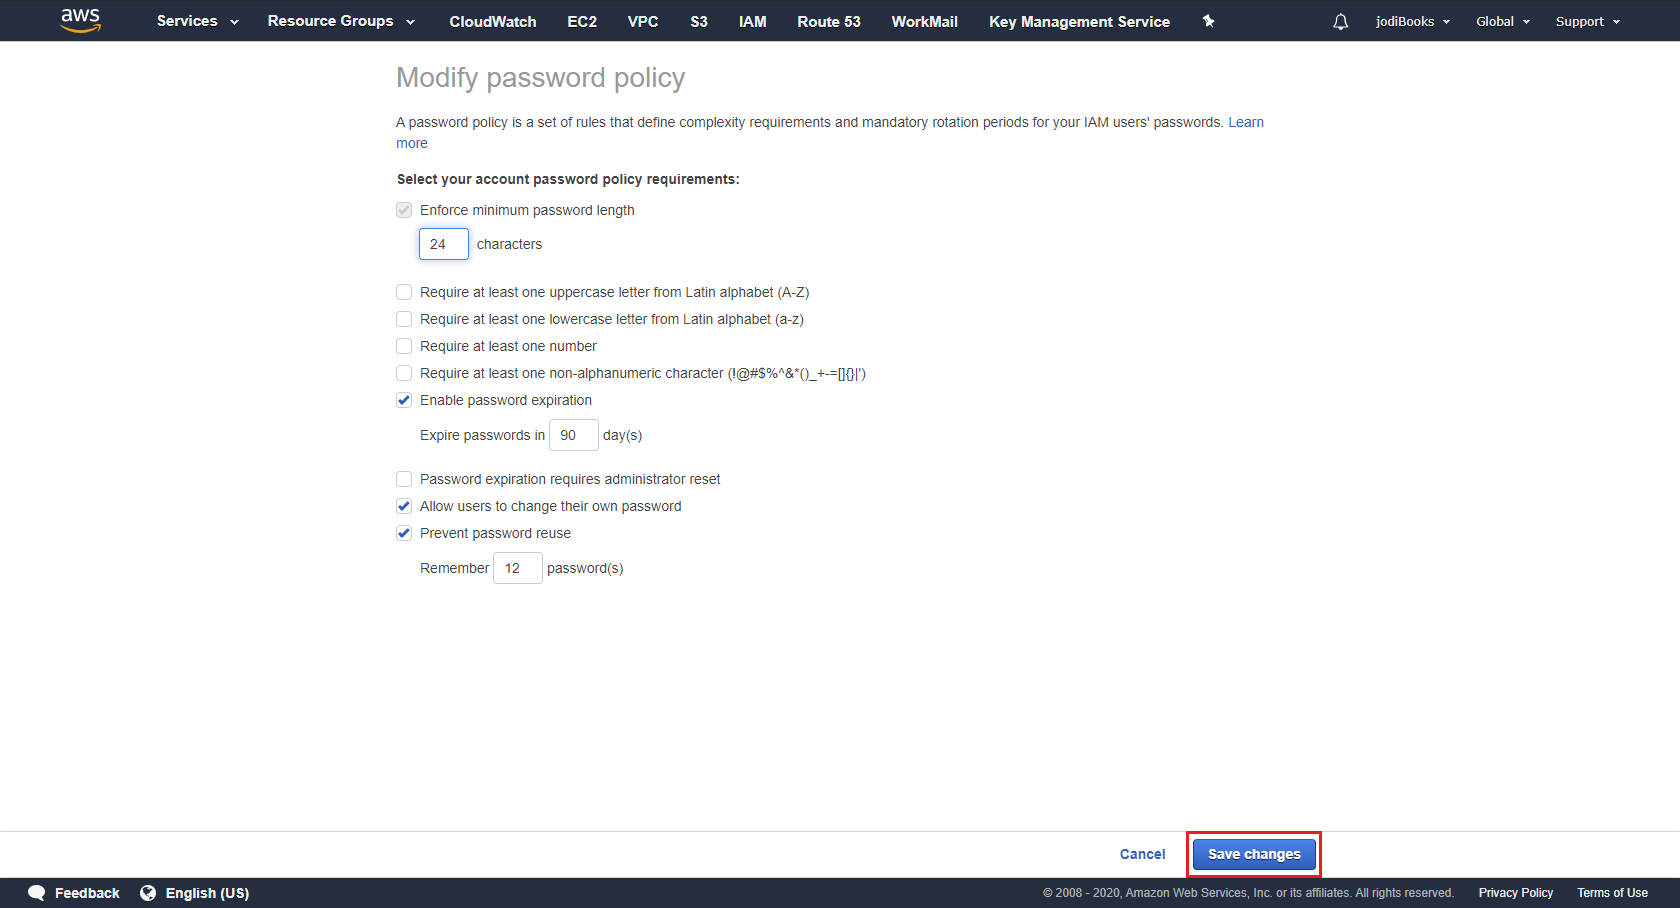 aws Services Resource Groups CloudWatch EC2 VPC S3 IAM Route 53 WorkMail Key Management Service jodiBooks Global Support
Modify password policy
A password policy is a set of rules that define complexity requirements and mandatory rotation periods for your IAM users' passwords. Learn
more
Select your account password policy requirements:
Enforce minimum password length
24 characters
Require at least one uppercase letter from Latin alphabet (A-Z)
Require at least one lowercase letter from Latin alphabet (a-z)
Require at least one number
Require at least one non-alphanumeric character (!@#$%^&*()_+-=[]{}|')
Enable password expiration
Expire passwords in 90 day(s)
Password expiration requires administrator reset
Allow users to change their own password
Prevent password reuse
Remember 12 password(s)
Cancel Save changes
Feedback English (US) © 2008 - 2020, Amazon Web Services, Inc. or its affiliates. All rights reserved. Privacy Policy Terms of Use